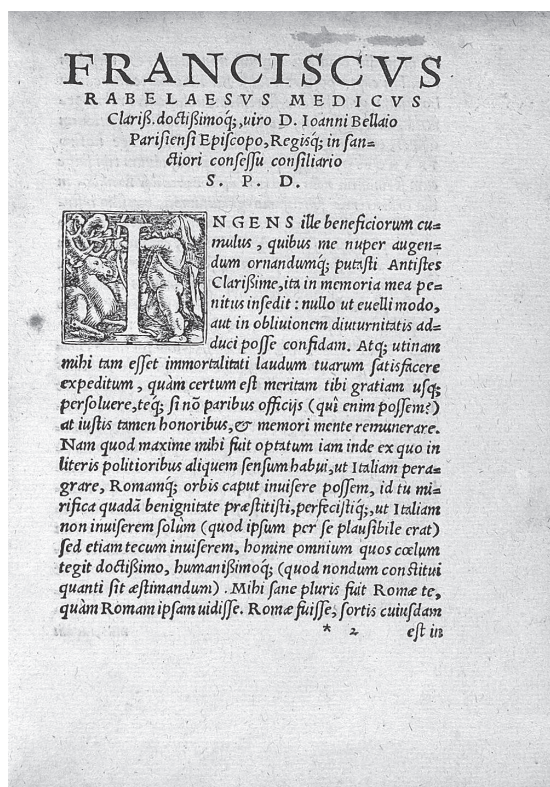 FRANCISCVS
RABELAESVS MEDICVS
Clariſſ. doctiſſimoq;, uiro D. Ioanni Bellaio
Pariſienſi Epiſcopo, Regiſq́; in ſan=
ctiori conſeſſu conſiliario
S. P. D.
INGENS ille beneficiorum cu=
mulus, quibus me nuper augen=
dum ornandumq́; putaſti Antiſtes
Clariſſime, ita in memoria mea pe=
nitus inſedit : nullo ut euelli modo,
aut in obliuionem diuturnitatis ad=
duci poſſe confidam. Atq; utinam
mihi tam eſſet immortalitati laudum tuarum ſatisfacere
expeditum, quàm certum eſt meritam tibi gratiam uſq;
perſoluere, teq́; ſi nõ paribus officijs (quî enim poſſem?)
at iuſtis tamen honoribus, & memori mente remunerare.
Nam quod maxime mihi fuit optatum iam inde ex quo in
literis politioribus aliquem ſenſum habui, ut Italiam pera=
grare, Romamq́; orbis caput inuiſere poſſem, id tu mi=
rifica quadã benignitate præſtitiſti, perfeciſtiq́;, ut Italiam
non inuiſerem ſolum (quod ipſum per ſe plauſibile erat)
ſed etiam tecum inuiſerem, homine omnium quos cœlum
tegit doctiſſimo, humaniſſimoq́; (quod nondum conſtitui
quanti ſit æſtimandum). Mihi ſane pluris fuit Romæ te,
quàm Romam ipſam uidiſſe. Romæ fuiſſe, ſortis cuiuſdam
* 2 eſt in